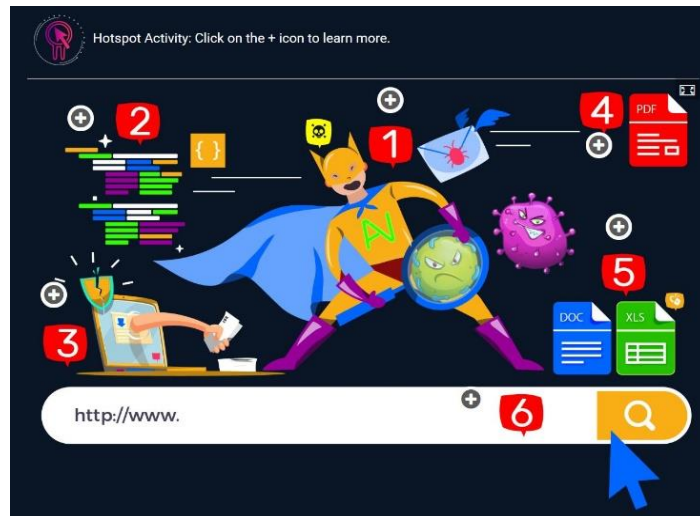 Hotspot Activity: Click on the + icon to learn more.
2
{ }
1
4
PDF
AI
5
3
DOC
XLS
http://www.
6